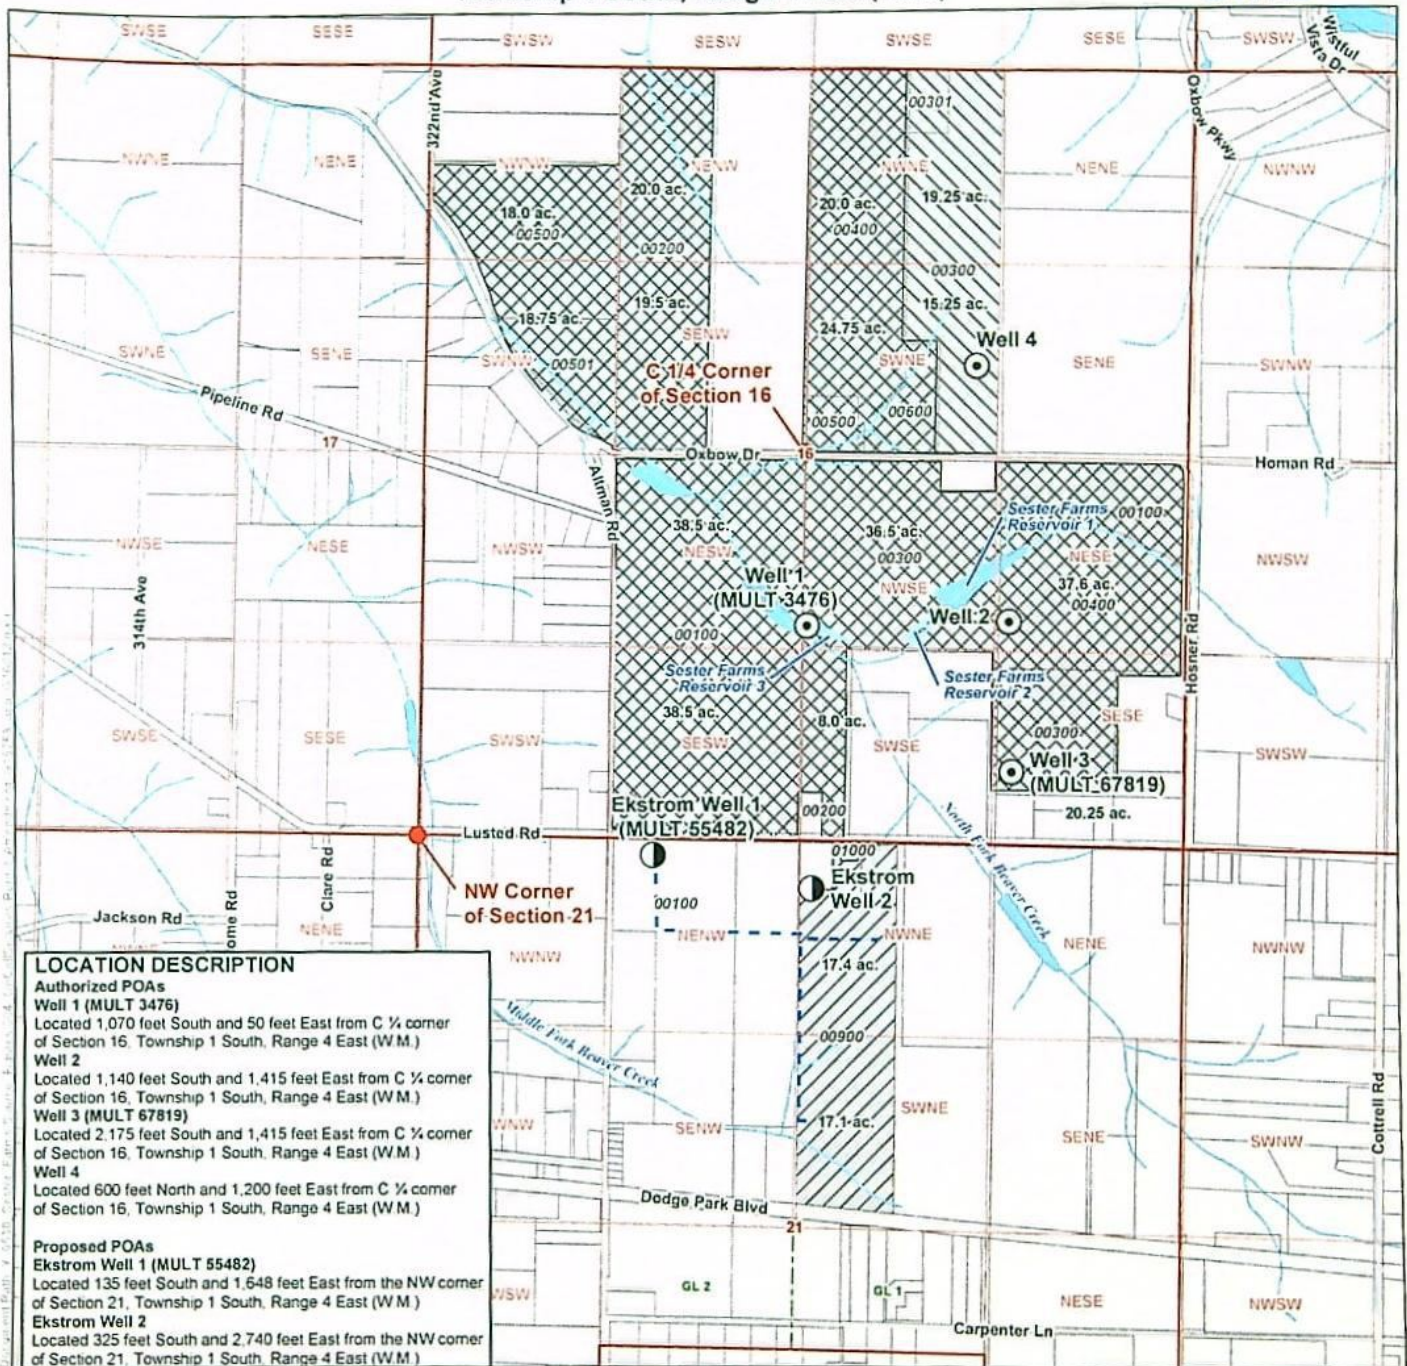 SWSE
SESE
SWSW
SESW
SWSE
SESE
SWSW
Wistful
Vista Dr
322nd Ave
Oxbow Pkwy
00301
NWNE
NENE
NWNW
NENW
NWNE
NENE
NWNW
20.0 ac.
20.0 ac.
19.25 ac.
18.0 ac.
00500
00400
00200
00300
19.5 ac.
15.25 ac.
18.75 ac.
24.75 ac.
SENW
Well 4
SWNE
SENE
SWNW
00501
SWNE
SENE
SWNW
C 1/4 Corner
of Section 16
Pipeline Rd
00500
00600
17
Oxbow Dr
16
Homan Rd
Altman Rd
Sester Farms
Reservoir 1
00100
38.5 ac.
36.5 ac.
NWSE
NESE
NWSW
NESW
00300
NESE
NWSW
Well 1
(MULT 3476)
NWSE
37.6 ac.
00400
314th Ave
Well 2
00100
Hosner Rd
Sester Farms
Reservoir 3
Sester Farms
Reservoir 2
38.5 ac.
8.0 ac.
SESE
SWSE
SESE
SWSW
SESW
SWSE
00300
SWSW
Well 3
(MULT 67819)
Ekstrom Well 1
(MULT 55482)
00200
20.25 ac.
Lusted Rd
North Fork Beaver Creek
01000
Clare Rd
NW Corner
of Section 21
Ekstrom
Well 2
00100
Jackson Rd
ome Rd
NENE
NENW
NWNE
NENE
NWNW
NWNW
17.4 ac.
Middle Fork Beaver Creek
00900
Cottrell Rd
SWNE
WNW
SENW
17.1 ac.
SENE
SWNW
Dodge Park Blvd
21
WSW
GL 2
GL 1
NESE
NWSW
Carpenter Ln
LOCATION DESCRIPTION
Authorized POAs
Well 1 (MULT 3476)
Located 1,070 feet South and 50 feet East from C ¼ corner
of Section 16, Township 1 South, Range 4 East (W.M.)
Well 2
Located 1,140 feet South and 1,415 feet East from C ¼ corner
of Section 16, Township 1 South, Range 4 East (W.M.)
Well 3 (MULT 67819)
Located 2,175 feet South and 1,415 feet East from C ¼ corner
of Section 16, Township 1 South, Range 4 East (W.M.)
Well 4
Located 600 feet North and 1,200 feet East from C ¼ corner
of Section 16, Township 1 South, Range 4 East (W.M.)
Proposed POAs
Ekstrom Well 1 (MULT 55482)
Located 135 feet South and 1,648 feet East from the NW corner
of Section 21, Township 1 South, Range 4 East (W.M.)
Ekstrom Well 2
Located 325 feet South and 2,740 feet East from the NW corner
of Section 21, Township 1 South, Range 4 East (W.M.)